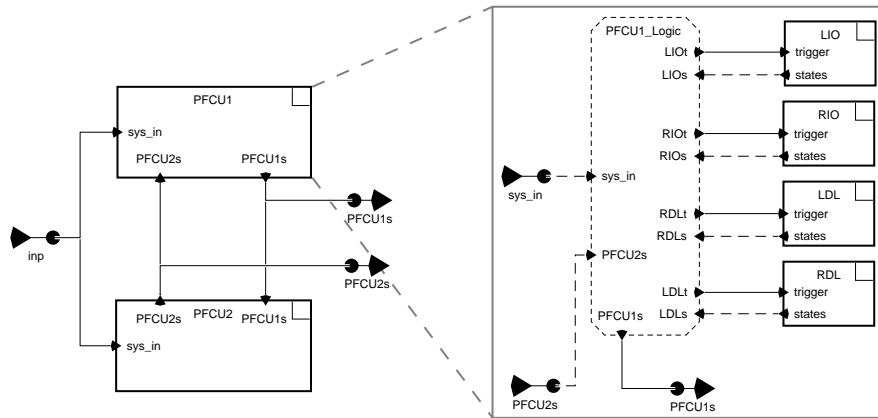 PFCU1
sys_in
PFCU2s PFCU1s
PFCU1s
inp
PFCU2s
PFCU2s PFCU2 PFCU1s
sys_in
PFCU1_Logic
LIOt
LIOs
RIOt
RIOs
sys_in
RDLt
RDLs
PFCU2s
LDLt
LDLs
PFCU1s
sys_in
PFCU2s
PFCU1s
LIO
trigger
states
RIO
trigger
states
LDL
trigger
states
RDL
trigger
states